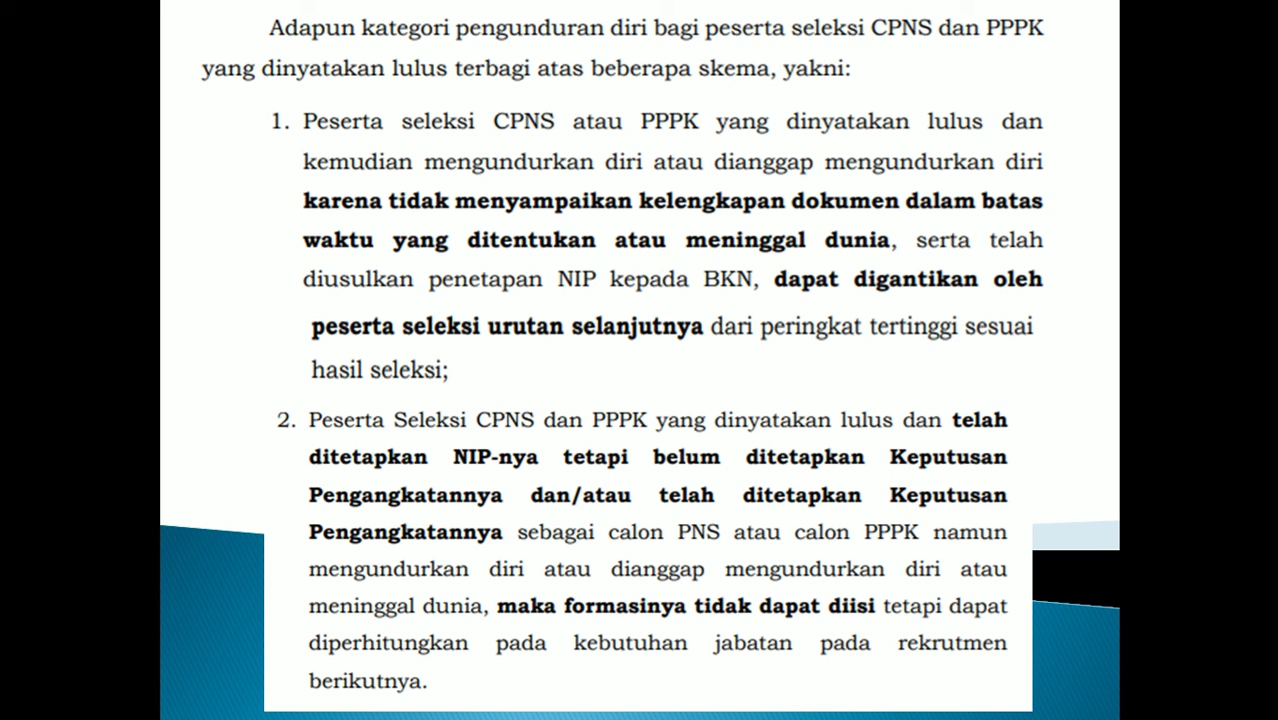 Adapun kategori pengunduran diri bagi peserta seleksi CPNS dan PPPK
yang dinyatakan lulus terbagi atas beberapa skema, yakni:
1. Peserta seleksi CPNS atau PPPK yang dinyatakan lulus dan
kemudian mengundurkan diri atau dianggap mengundurkan diri
karena tidak menyampaikan kelengkapan dokumen dalam batas
waktu yang ditentukan atau meninggal dunia, serta telah
diusulkan penetapan NIP kepada BKN, dapat digantikan oleh
peserta seleksi urutan selanjutnya dari peringkat tertinggi sesuai
hasil seleksi;
2. Peserta Seleksi CPNS dan PPPK yang dinyatakan lulus dan telah
ditetapkan NIP-nya tetapi belum ditetapkan Keputusan
Pengangkatannya dan/atau telah ditetapkan Keputusan
Pengangkatannya sebagai calon PNS atau calon PPPK namun
mengundurkan diri atau dianggap mengundurkan diri atau
meninggal dunia, maka formasinya tidak dapat diisi tetapi dapat
diperhitungkan pada kebutuhan jabatan pada rekrutmen
berikutnya.